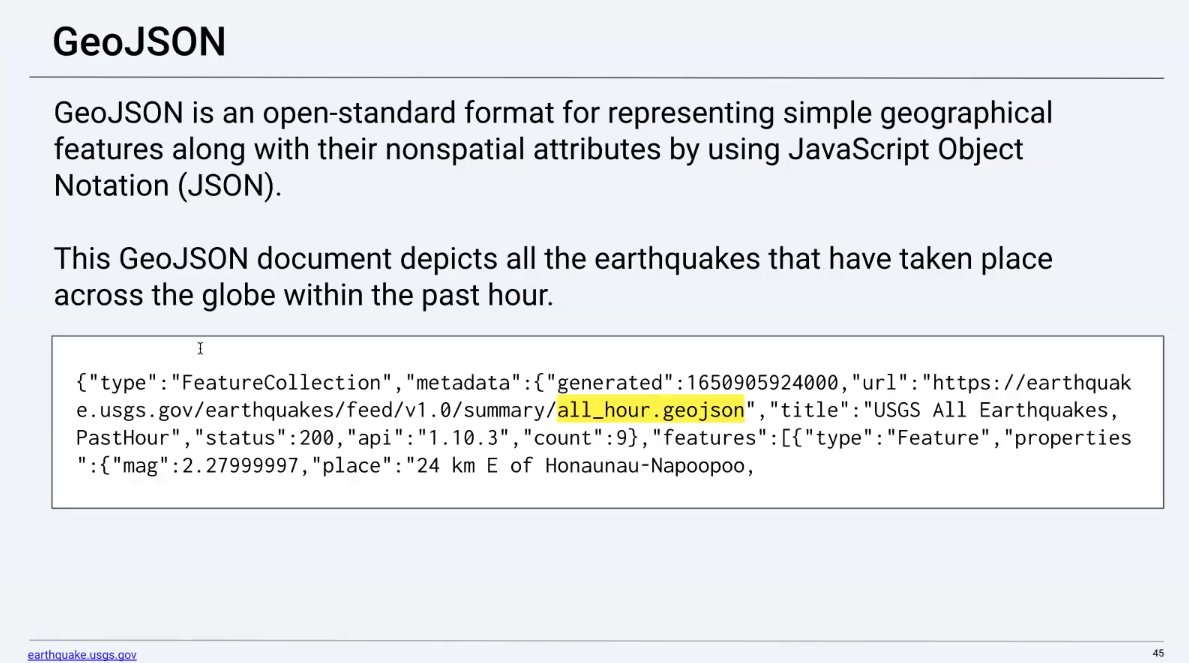 GeoJSON
GeoJSON is an open-standard format for representing simple geographical
features along with their nonspatial attributes by using JavaScript Object
Notation (JSON).
This GeoJSON document depicts all the earthquakes that have taken place
across the globe within the past hour.
{"type":"FeatureCollection","metadata":{"generated":1650905924000,"url":"https://earthquak
e.usgs.gov/earthquakes/feed/v1.0/summary/all_hour.geojson","title":"USGS All Earthquakes,
PastHour","status":200,"api":"1.10.3","count":9},"features":[{"type":"Feature","properties
":{"mag":2.27999997,"place":"24 km E of Honaunau-Napoopoo,
earthquake.usgs.gov
45